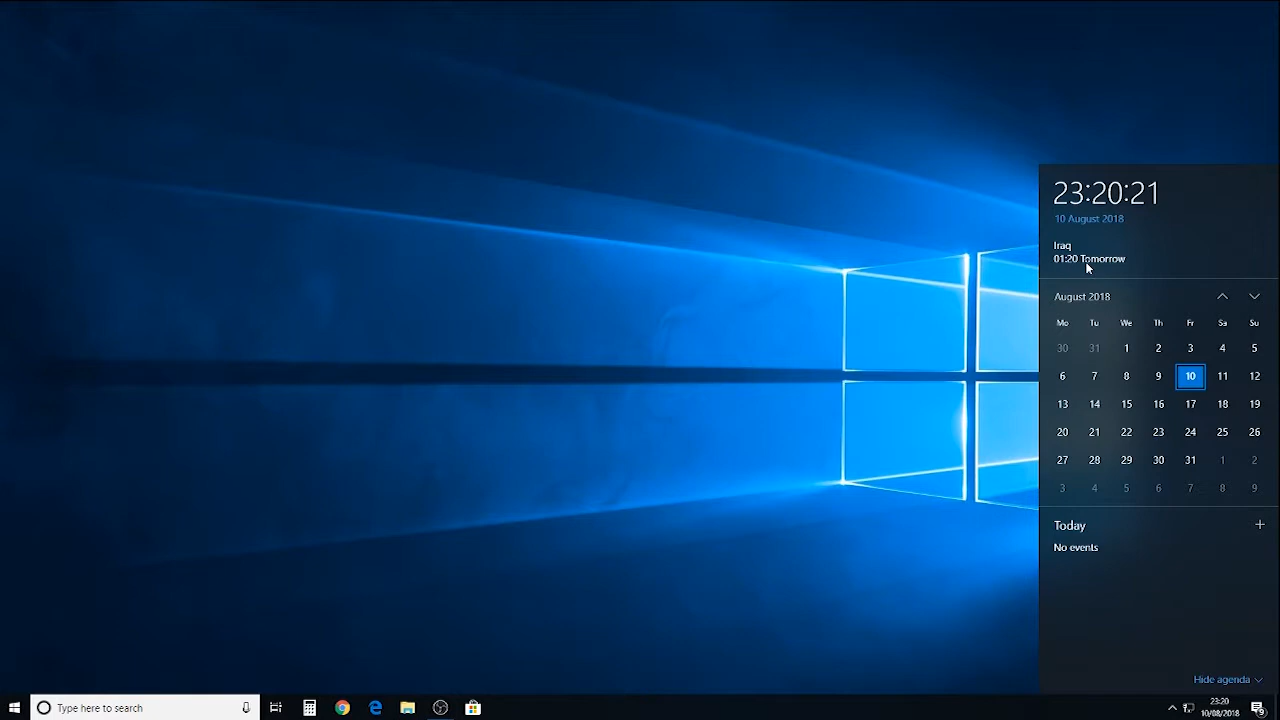 23:20:21
10 August 2018
Iraq
01:20 Tomorrow
August 2018
Mo Tu We Th Fr Sa Su
30 31 1 2 3 4 5
6 7 8 9 10 11 12
13 14 15 16 17 18 19
20 21 22 23 24 25 26
27 28 29 30 31 1 2
3 4 5 6 7 8 9
Today
No events
Hide agenda
Type here to search
23:20
10/08/2018